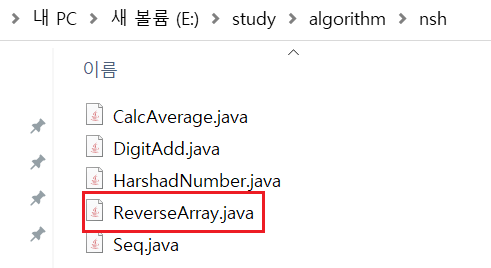 > 내 PC > 새 볼륨 (E:) > study > algorithm > nsh
이름
CalcAverage.java
DigitAdd.java
HarshadNumber.java
ReverseArray.java
Seq.java